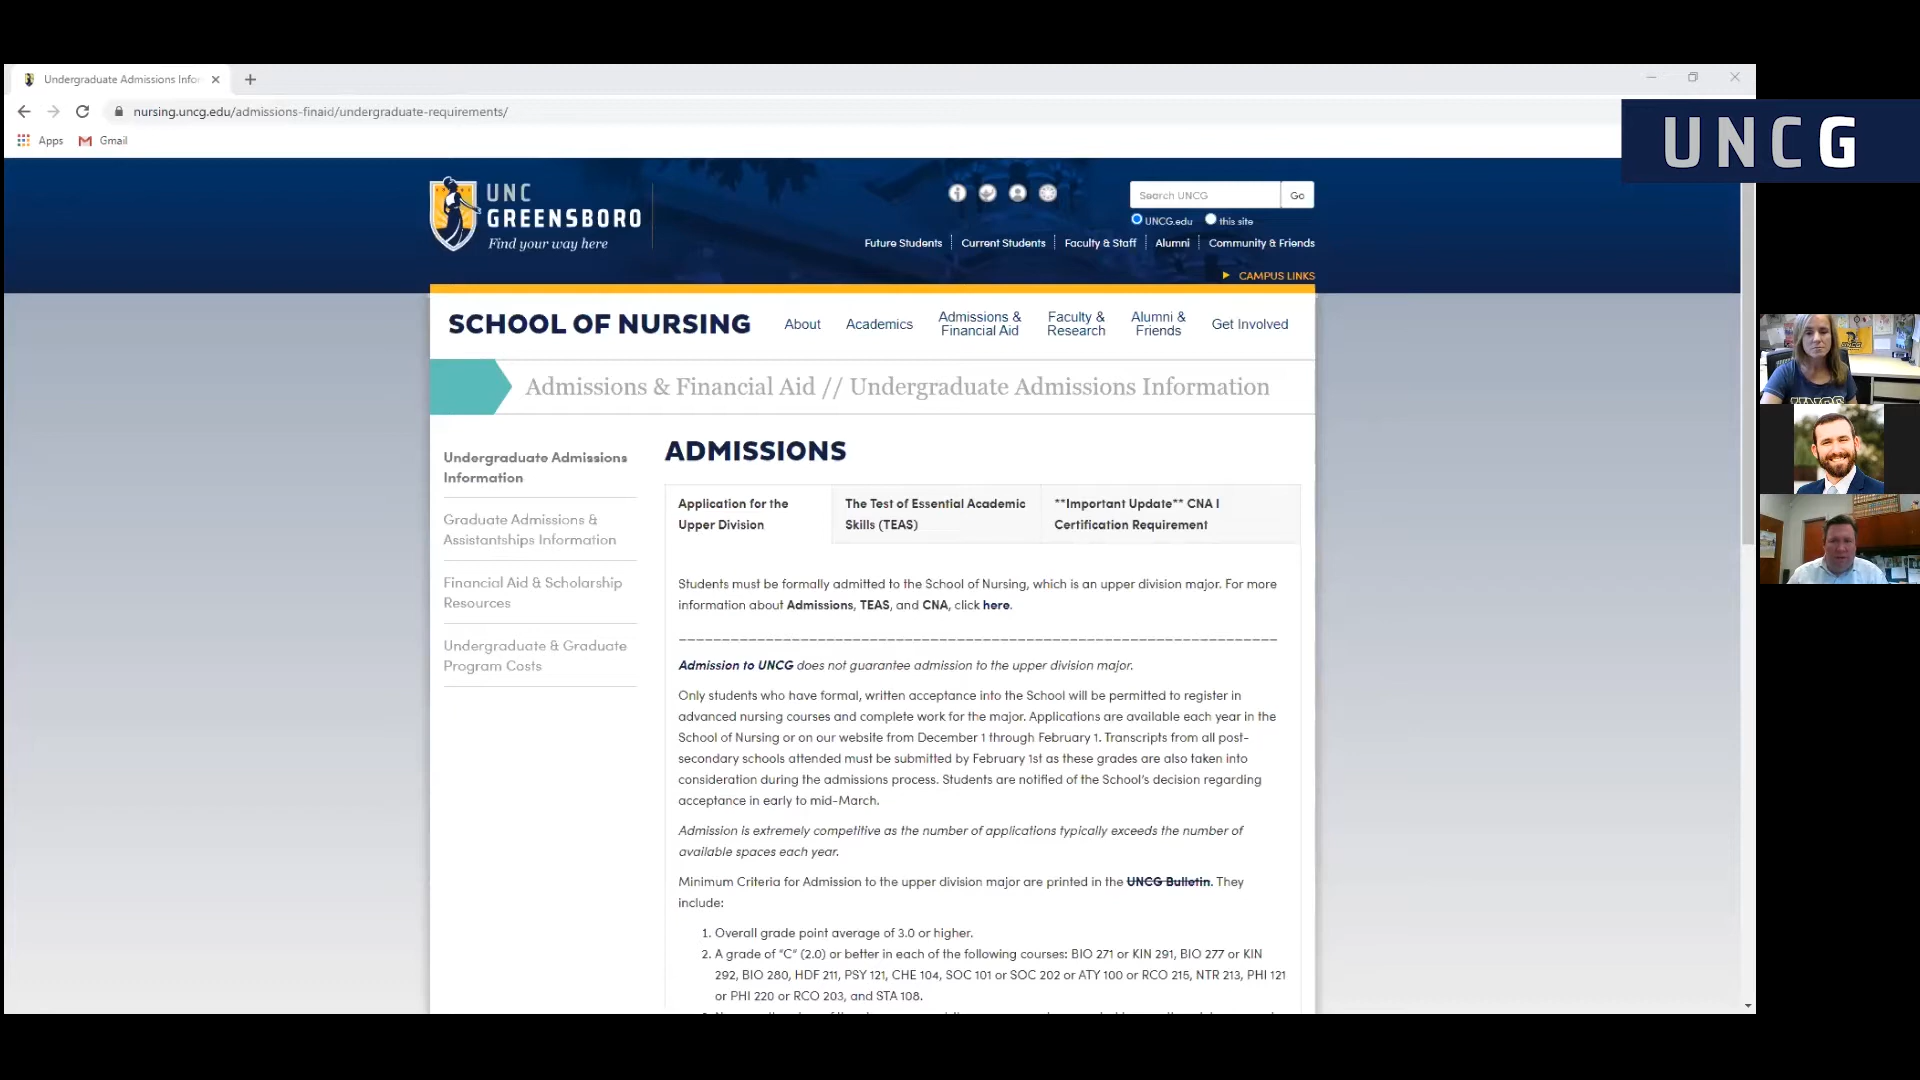 Undergraduate Admissions Infor
nursing.uncg.edu/admissions-finaid/undergraduate-requirements/
Apps Gmail
UNCG
UNC
GREENSBORO
Find your way here
Search UNCG Go
UNCG.edu this site
Future Students Current Students Faculty & Staff Alumni Community & Friends
CAMPUS LINKS
SCHOOL OF NURSING
About
Academics
Admissions &
Financial Aid
Faculty &
Research
Alumni &
Friends
Get Involved
Admissions & Financial Aid // Undergraduate Admissions Information
Undergraduate Admissions
Information
Graduate Admissions &
Assistantships Information
Financial Aid & Scholarship
Resources
Undergraduate & Graduate
Program Costs
ADMISSIONS
Application for the
Upper Division
The Test of Essential Academic
Skills (TEAS)
**Important Update** CNA I
Certification Requirement
Students must be formally admitted to the School of Nursing, which is an upper division major. For more
information about Admissions, TEAS, and CNA, click here.
Admission to UNCG does not guarantee admission to the upper division major.
Only students who have formal, written acceptance into the School will be permitted to register in
advanced nursing courses and complete work for the major. Applications are available each year in the
School of Nursing or on our website from December 1 through February 1. Transcripts from all post-
secondary schools attended must be submitted by February 1st as these grades are also taken into
consideration during the admissions process. Students are notified of the School's decision regarding
acceptance in early to mid-March.
Admission is extremely competitive as the number of applications typically exceeds the number of
available spaces each year.
Minimum Criteria for Admission to the upper division major are printed in the UNCG Bulletin. They
include:
1. Overall grade point average of 3.0 or higher.
2. A grade of "C" (2.0) or better in each of the following courses: BIO 271 or KIN 291, BIO 277 or KIN
292, BIO 280, HDF 211, PSY 121, CHE 104, SOC 101 or SOC 202 or ATY 100 or RCO 215, NTR 213, PHI 121
or PHI 220 or RCO 203, and STA 108.